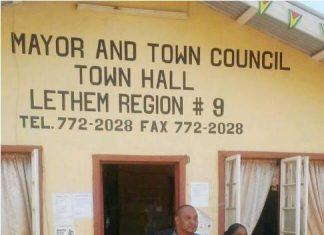 MAYOR AND TOWN COUNCIL
TOWN HALL
LETHEM REGION # 9
TEL. 772-2028 FAX 772-2028